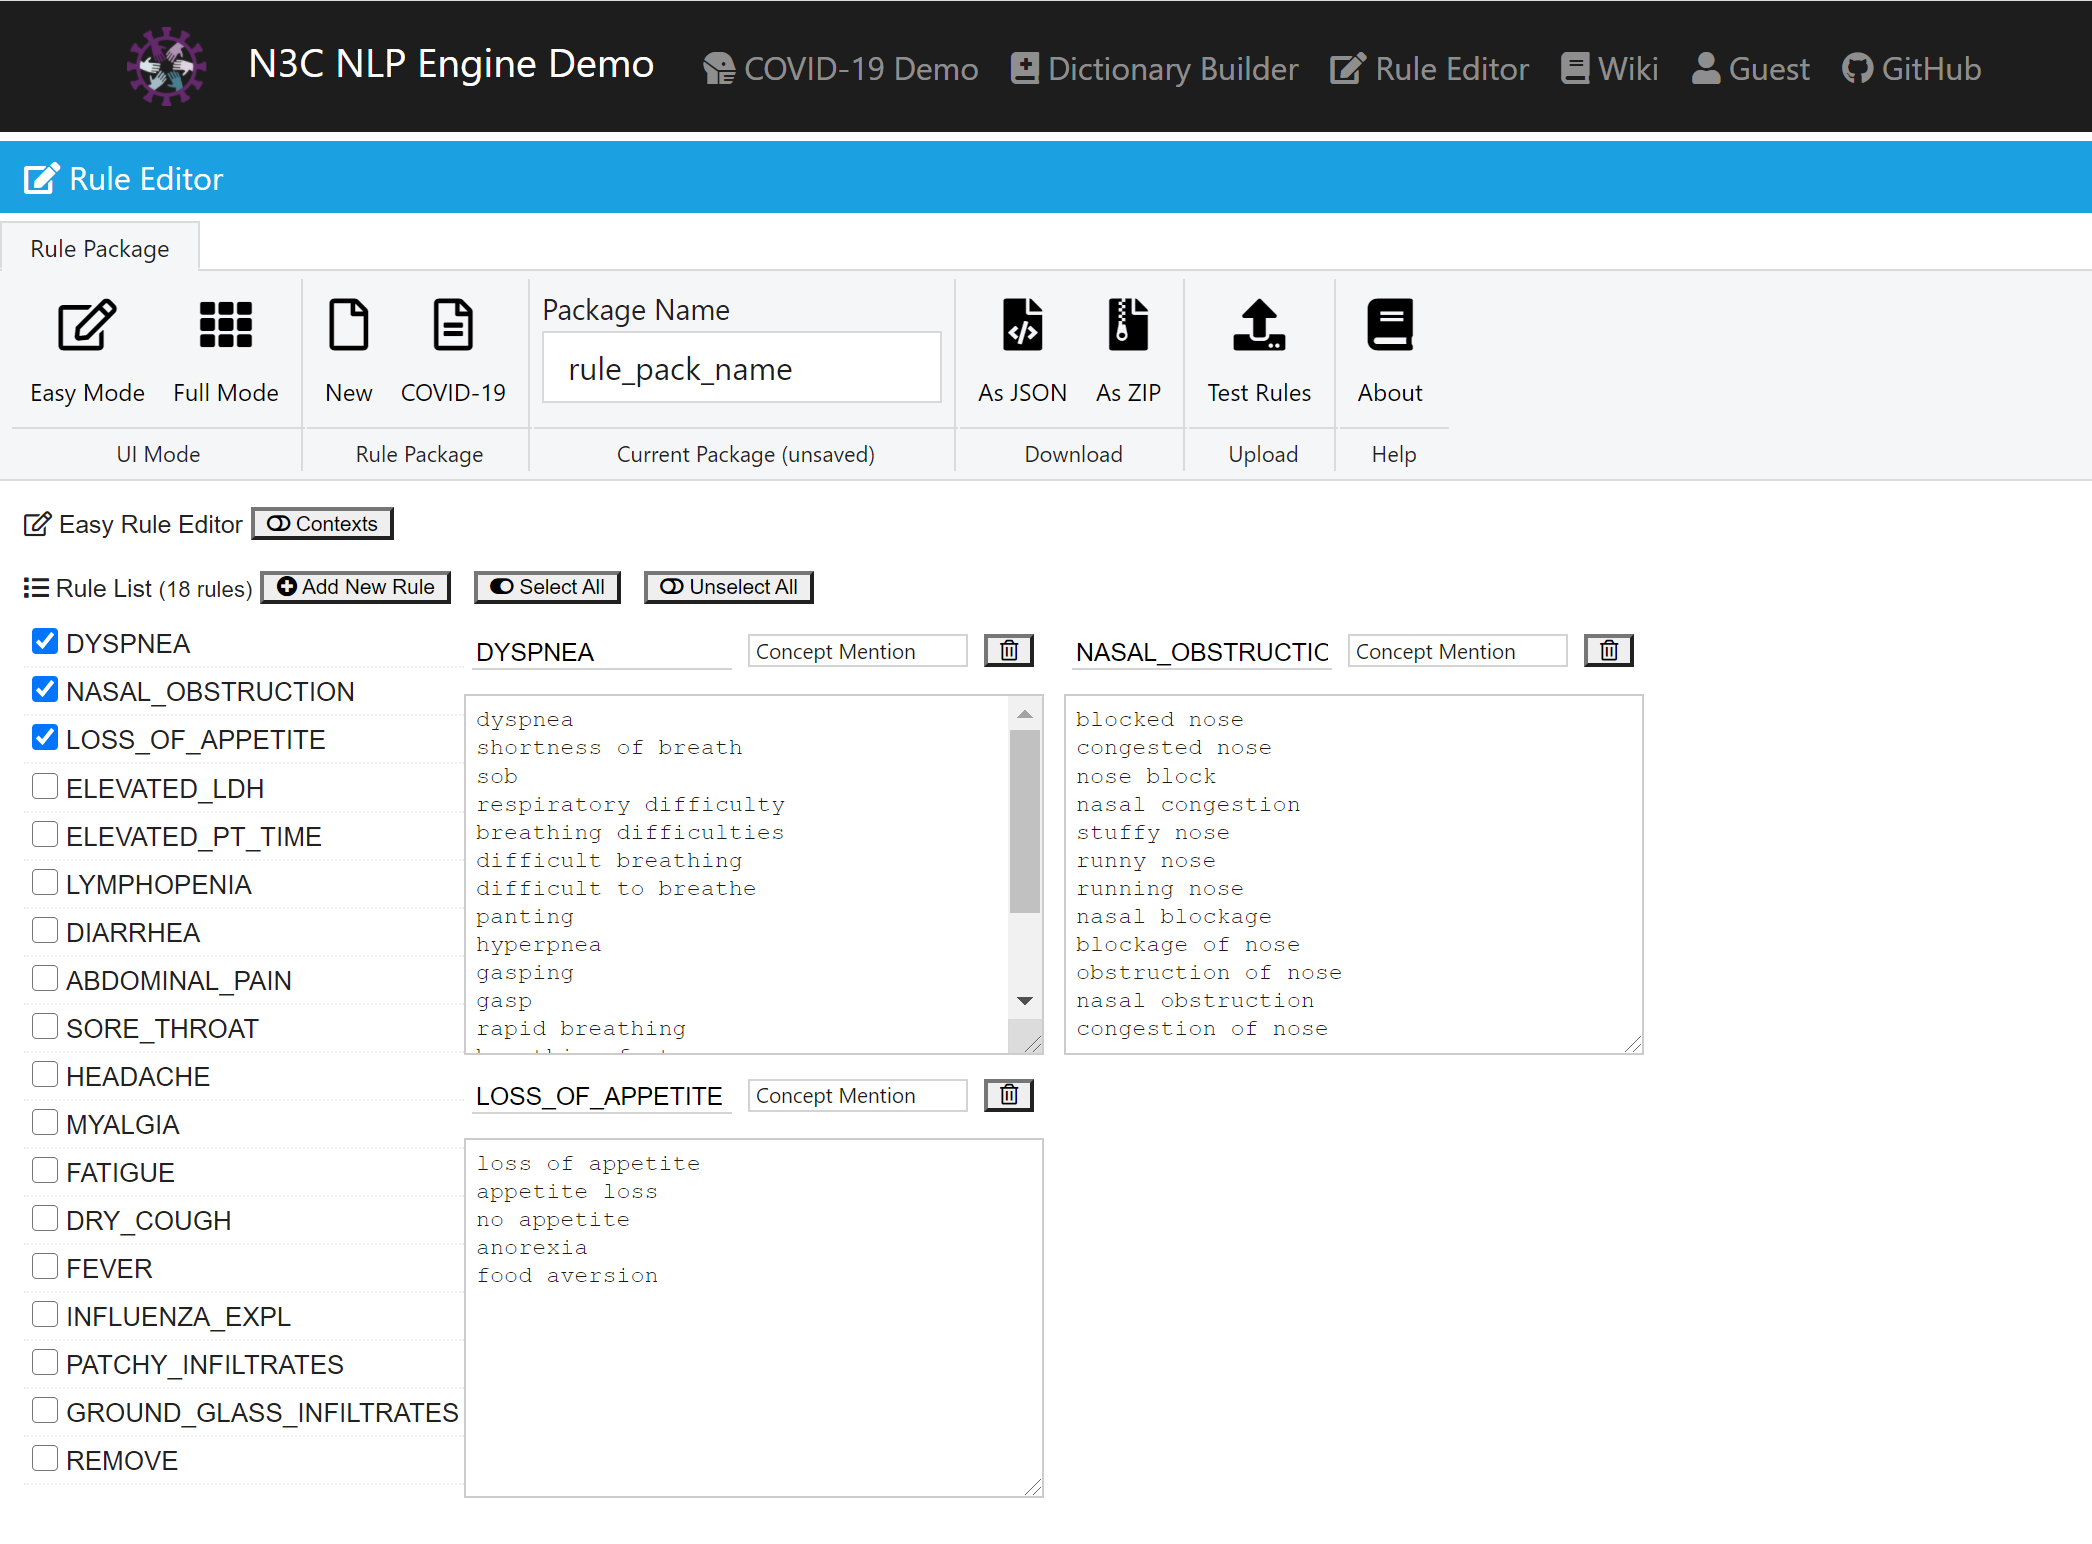 N3C NLP Engine Demo
COVID-19 Demo
Dictionary Builder
Rule Editor
Wiki
Guest
GitHub
Rule Editor
Rule Package
Easy Mode
Full Mode
UI Mode
New
COVID-19
Rule Package
Package Name
rule_pack_name
Current Package (unsaved)
As JSON
As ZIP
Download
Test Rules
Upload
About
Help
Easy Rule Editor
Contexts
Rule List (18 rules)
Add New Rule
Select All
Unselect All
DYSPNEA
NASAL_OBSTRUCTION
LOSS_OF_APPETITE
ELEVATED_LDH
ELEVATED_PT_TIME
LYMPHOPENIA
DIARRHEA
ABDOMINAL_PAIN
SORE_THROAT
HEADACHE
MYALGIA
FATIGUE
DRY_COUGH
FEVER
INFLUENZA_EXPL
PATCHY_INFILTRATES
GROUND_GLASS_INFILTRATES
REMOVE
DYSPNEA
Concept Mention
dyspnea
shortness of breath
sob
respiratory difficulty
breathing difficulties
difficult breathing
difficult to breathe
panting
hyperpnea
gasping
gasp
rapid breathing
NASAL_OBSTRUCTIO
Concept Mention
blocked nose
congested nose
nose block
nasal congestion
stuffy nose
runny nose
running nose
nasal blockage
blockage of nose
obstruction of nose
nasal obstruction
congestion of nose
LOSS_OF_APPETITE
Concept Mention
loss of appetite
appetite loss
no appetite
anorexia
food aversion